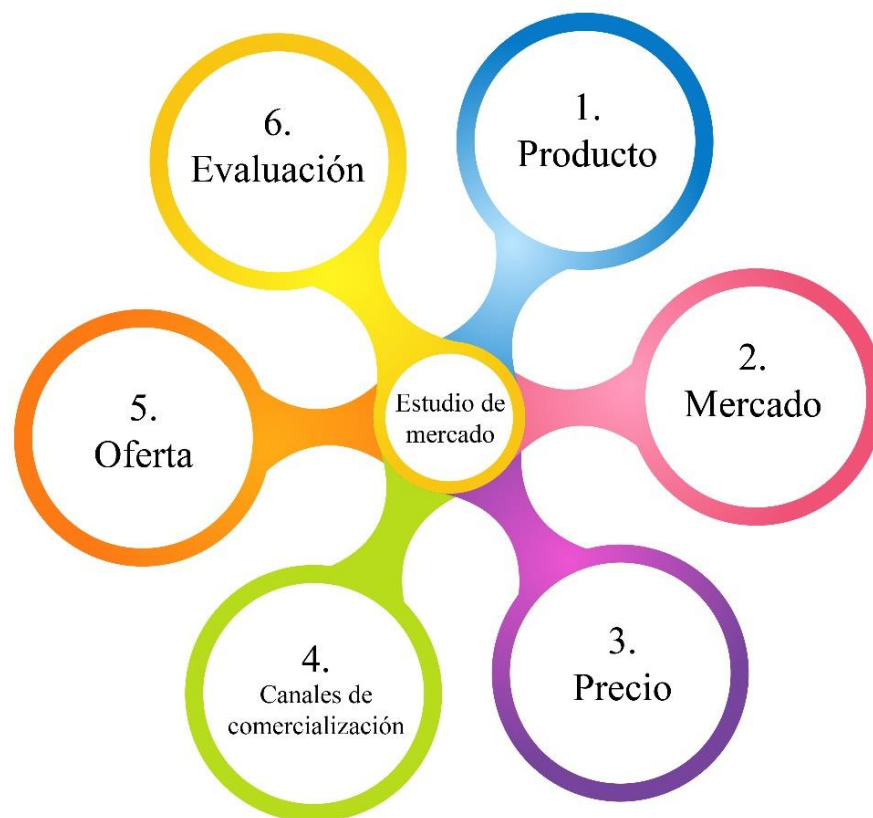 Estudio de
mercado
1.
Producto
2.
Mercado
3.
Precio
4.
Canales de
comercialización
5.
Oferta
6.
Evaluación